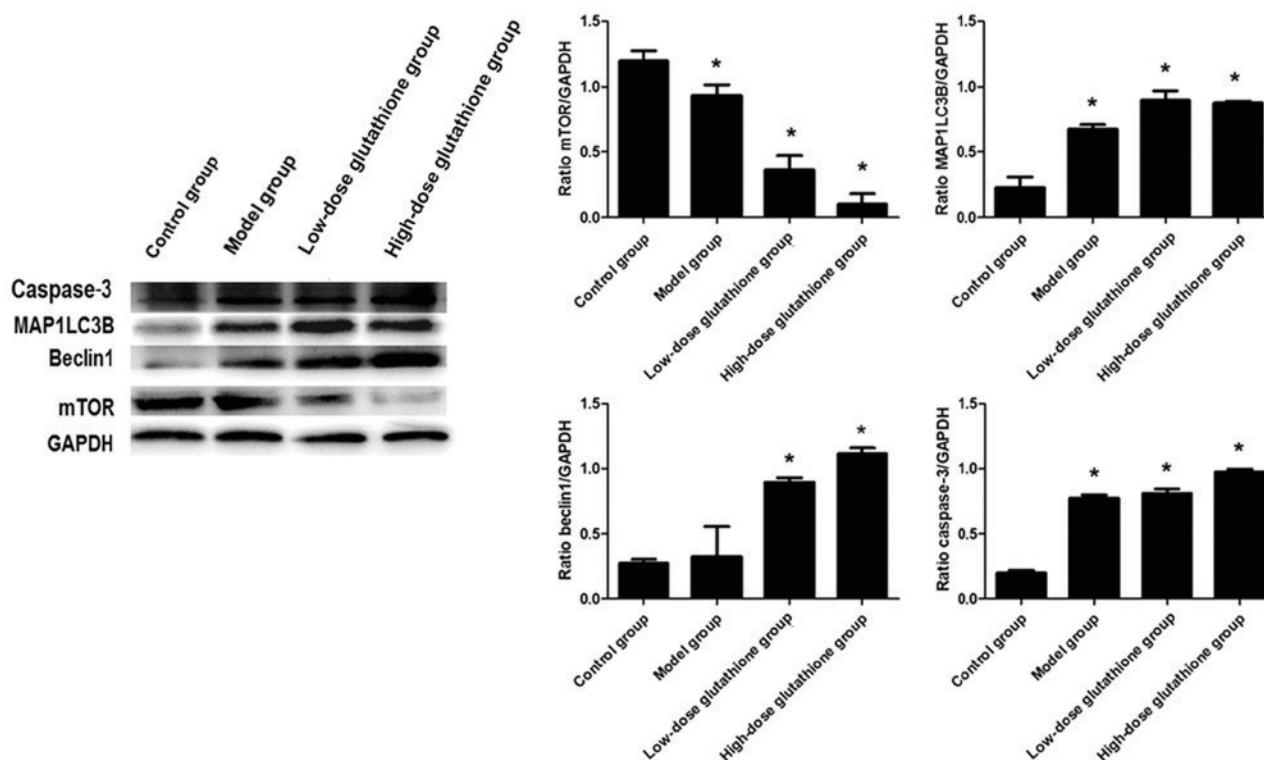 Control group
Model group
Low-dose glutathione group
High-dose glutathione group
Caspase-3
MAP1LC3B
Beclin1
mTOR
GAPDH
Ratio mTOR/GAPDH
1.5
1.0
0.5
0.0
*
*
*
Control group
Model group
Low-dose glutathione group
High-dose glutathione group
Ratio MAP1LC3B/GAPDH
1.5
1.0
0.5
0.0
*
*
*
Control group
Model group
Low-dose glutathione group
High-dose glutathione group
Ratio beclin1/GAPDH
1.5
1.0
0.5
0.0
*
*
Control group
Model group
Low-dose glutathione group
High-dose glutathione group
Ratio caspase-3/GAPDH
1.5
1.0
0.5
0.0
*
*
*
Control group
Model group
Low-dose glutathione group
High-dose glutathione group